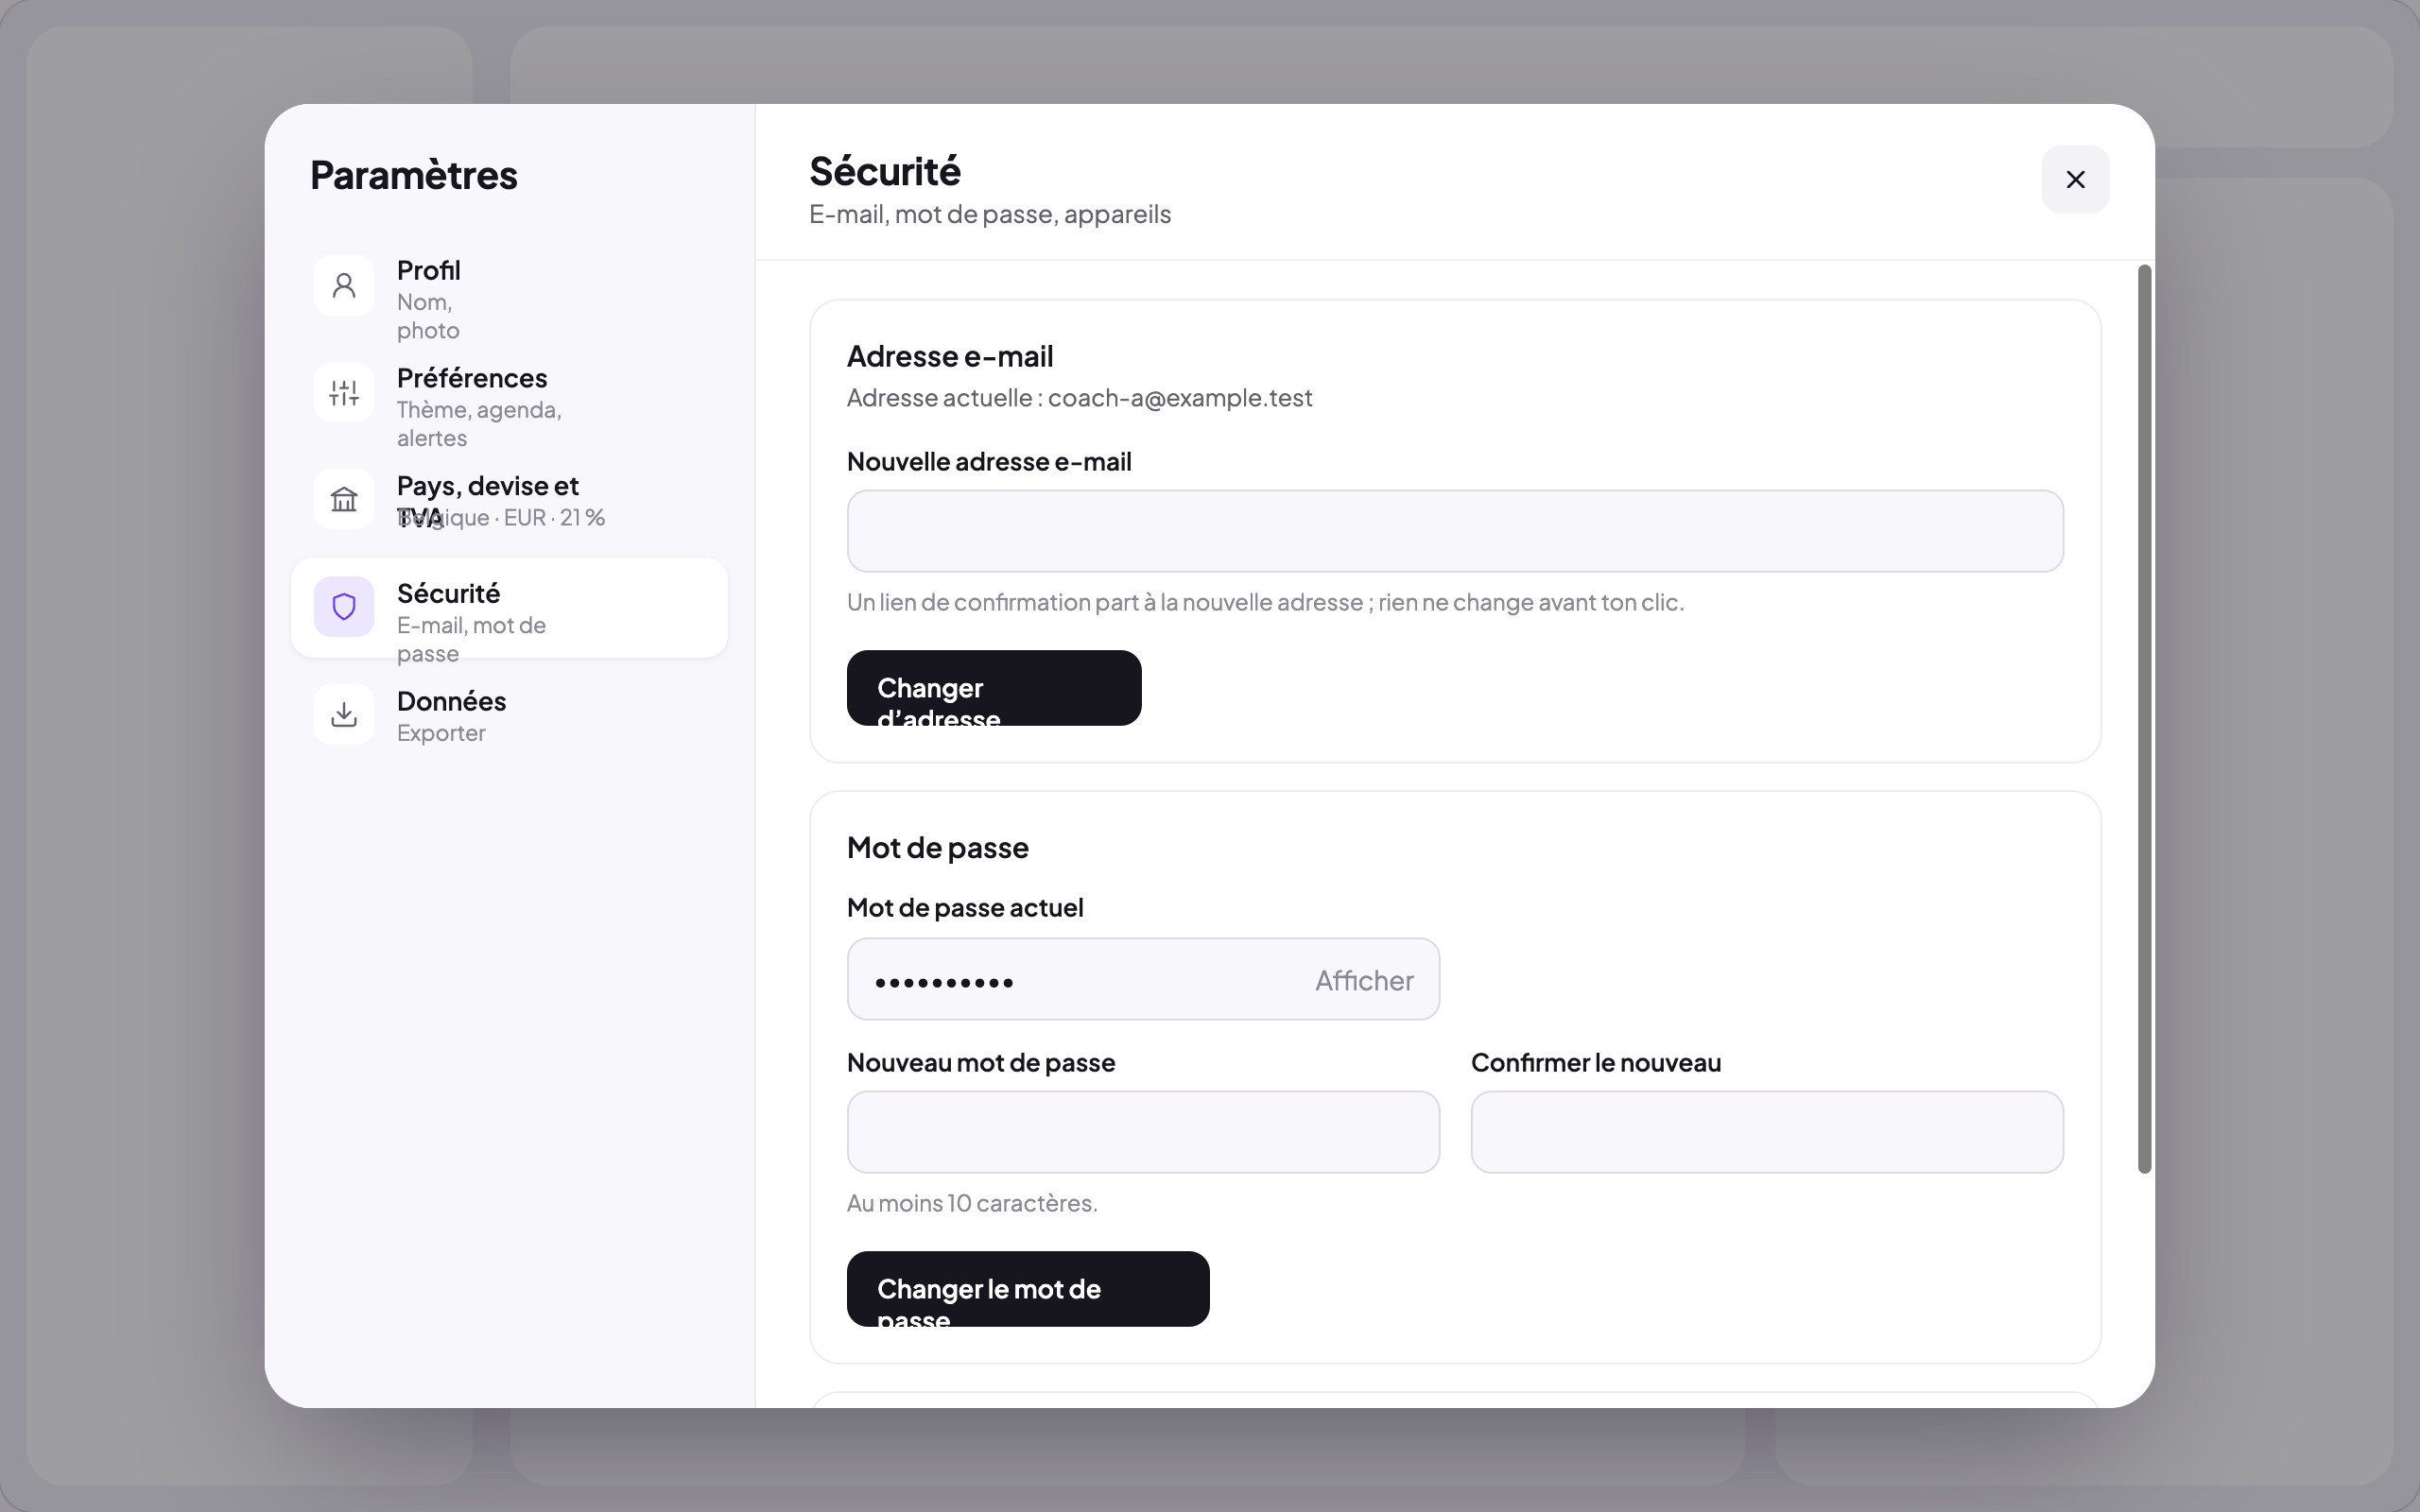 Paramètres
Profil
Nom,
photo
Préférences
Thème, agenda,
alertes
Pays, devise et
TVA
Belgique · EUR · 21 %
Sécurité
E-mail, mot de
passe
Données
Exporter
Sécurité
E-mail, mot de passe, appareils
Adresse e-mail
Adresse actuelle : coach-a@example.test
Nouvelle adresse e-mail
Un lien de confirmation part à la nouvelle adresse ; rien ne change avant ton clic.
Changer
d’adresse
Mot de passe
Mot de passe actuel
••••••••••
Afficher
Nouveau mot de passe
Confirmer le nouveau
Au moins 10 caractères.
Changer le mot de
passe